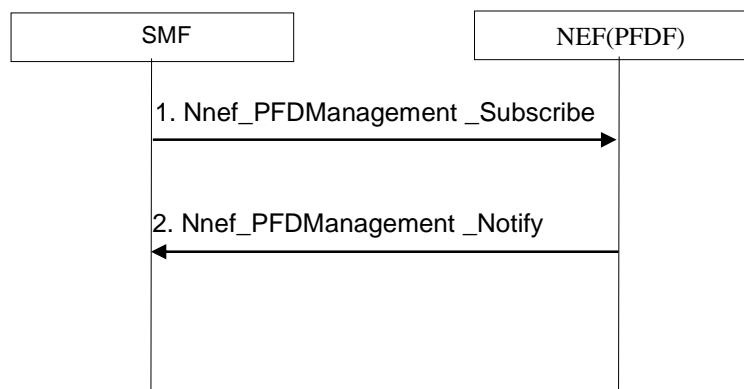 SMF
NEF(PFDF)
1. Nnef_PFDManagement _Subscribe
2. Nnef_PFDManagement _Notify